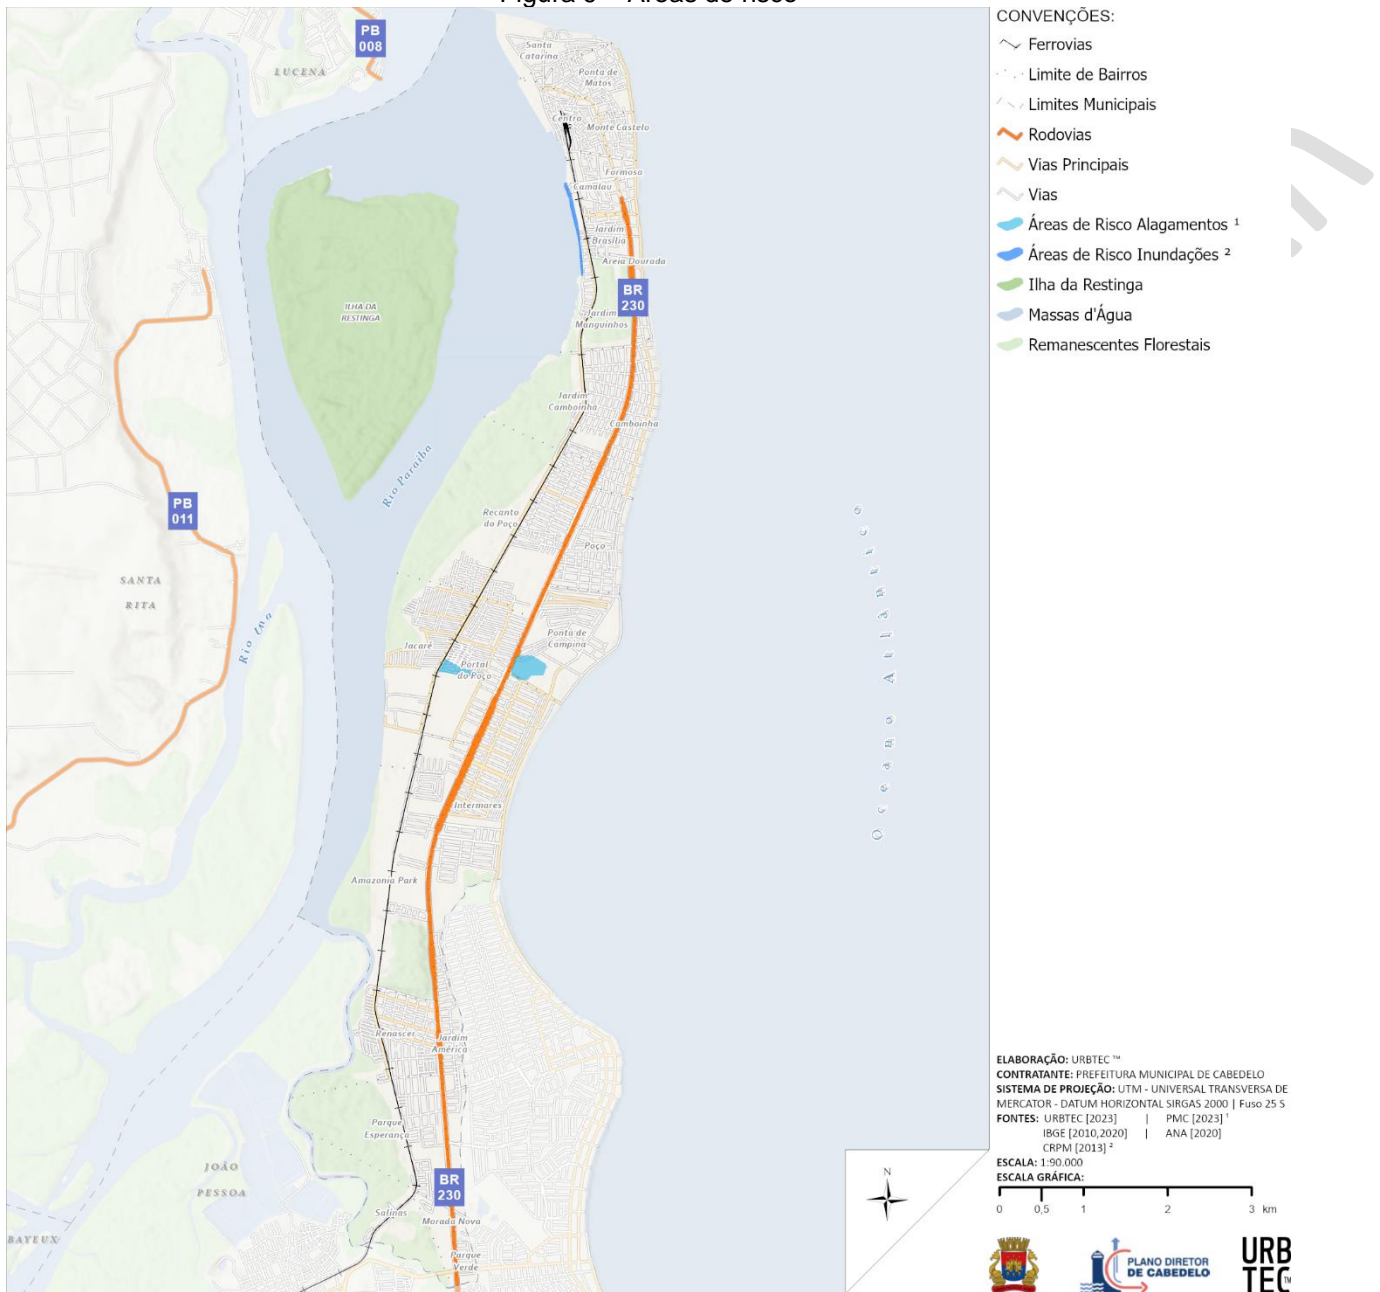 Figura 6 – Áreas de risco
CONVENÇÕES:
Ferrovias
Limite de Bairros
Limites Municipais
Rodovias
Vias Principais
Vias
Áreas de Risco Alagamentos ¹
Áreas de Risco Inundações ²
Ilha da Restinga
Massas d'Água
Remanescentes Florestais
PB
008
LUCENA
Santa
Catarina
Ponta de
Matos
Centro
Monte Castelo
Formosa
Camalaú
Jardim
Brasília
Areia Dourada
BR
230
ILHA DA
RESTINGA
Jardim
Manguinhos
Jardim
Camboinha
Camboinha
Rio Paraíba
PB
011
Recanto
do Poço
Poço
SANTA
RITA
Rio
Ponta de
Campina
Jacaré
Portal
do Poço
Oceano Atlântico
Intermares
Amazonia Park
Renascer
Jardim
América
Parque
Esperança
JOÃO
PESSOA
BR
230
Salinas
Morada Nova
BAYEUX
Parque
Verde
N
ELABORAÇÃO: URBTEC ™
CONTRATANTE: PREFEITURA MUNICIPAL DE CABEDELO
SISTEMA DE PROJEÇÃO: UTM - UNIVERSAL TRANSVERSA DE
MERCATOR - DATUM HORIZONTAL SIRGAS 2000 | Fuso 25 S
FONTES: URBTEC [2023] | PMC [2023] ¹
IBGE [2010,2020] | ANA [2020]
CRPM [2013] ²
ESCALA: 1:90.000
ESCALA GRÁFICA:
0 0,5 1 2 3 km
PLANO DIRETOR
DE CABEDELO
URB
TEC™